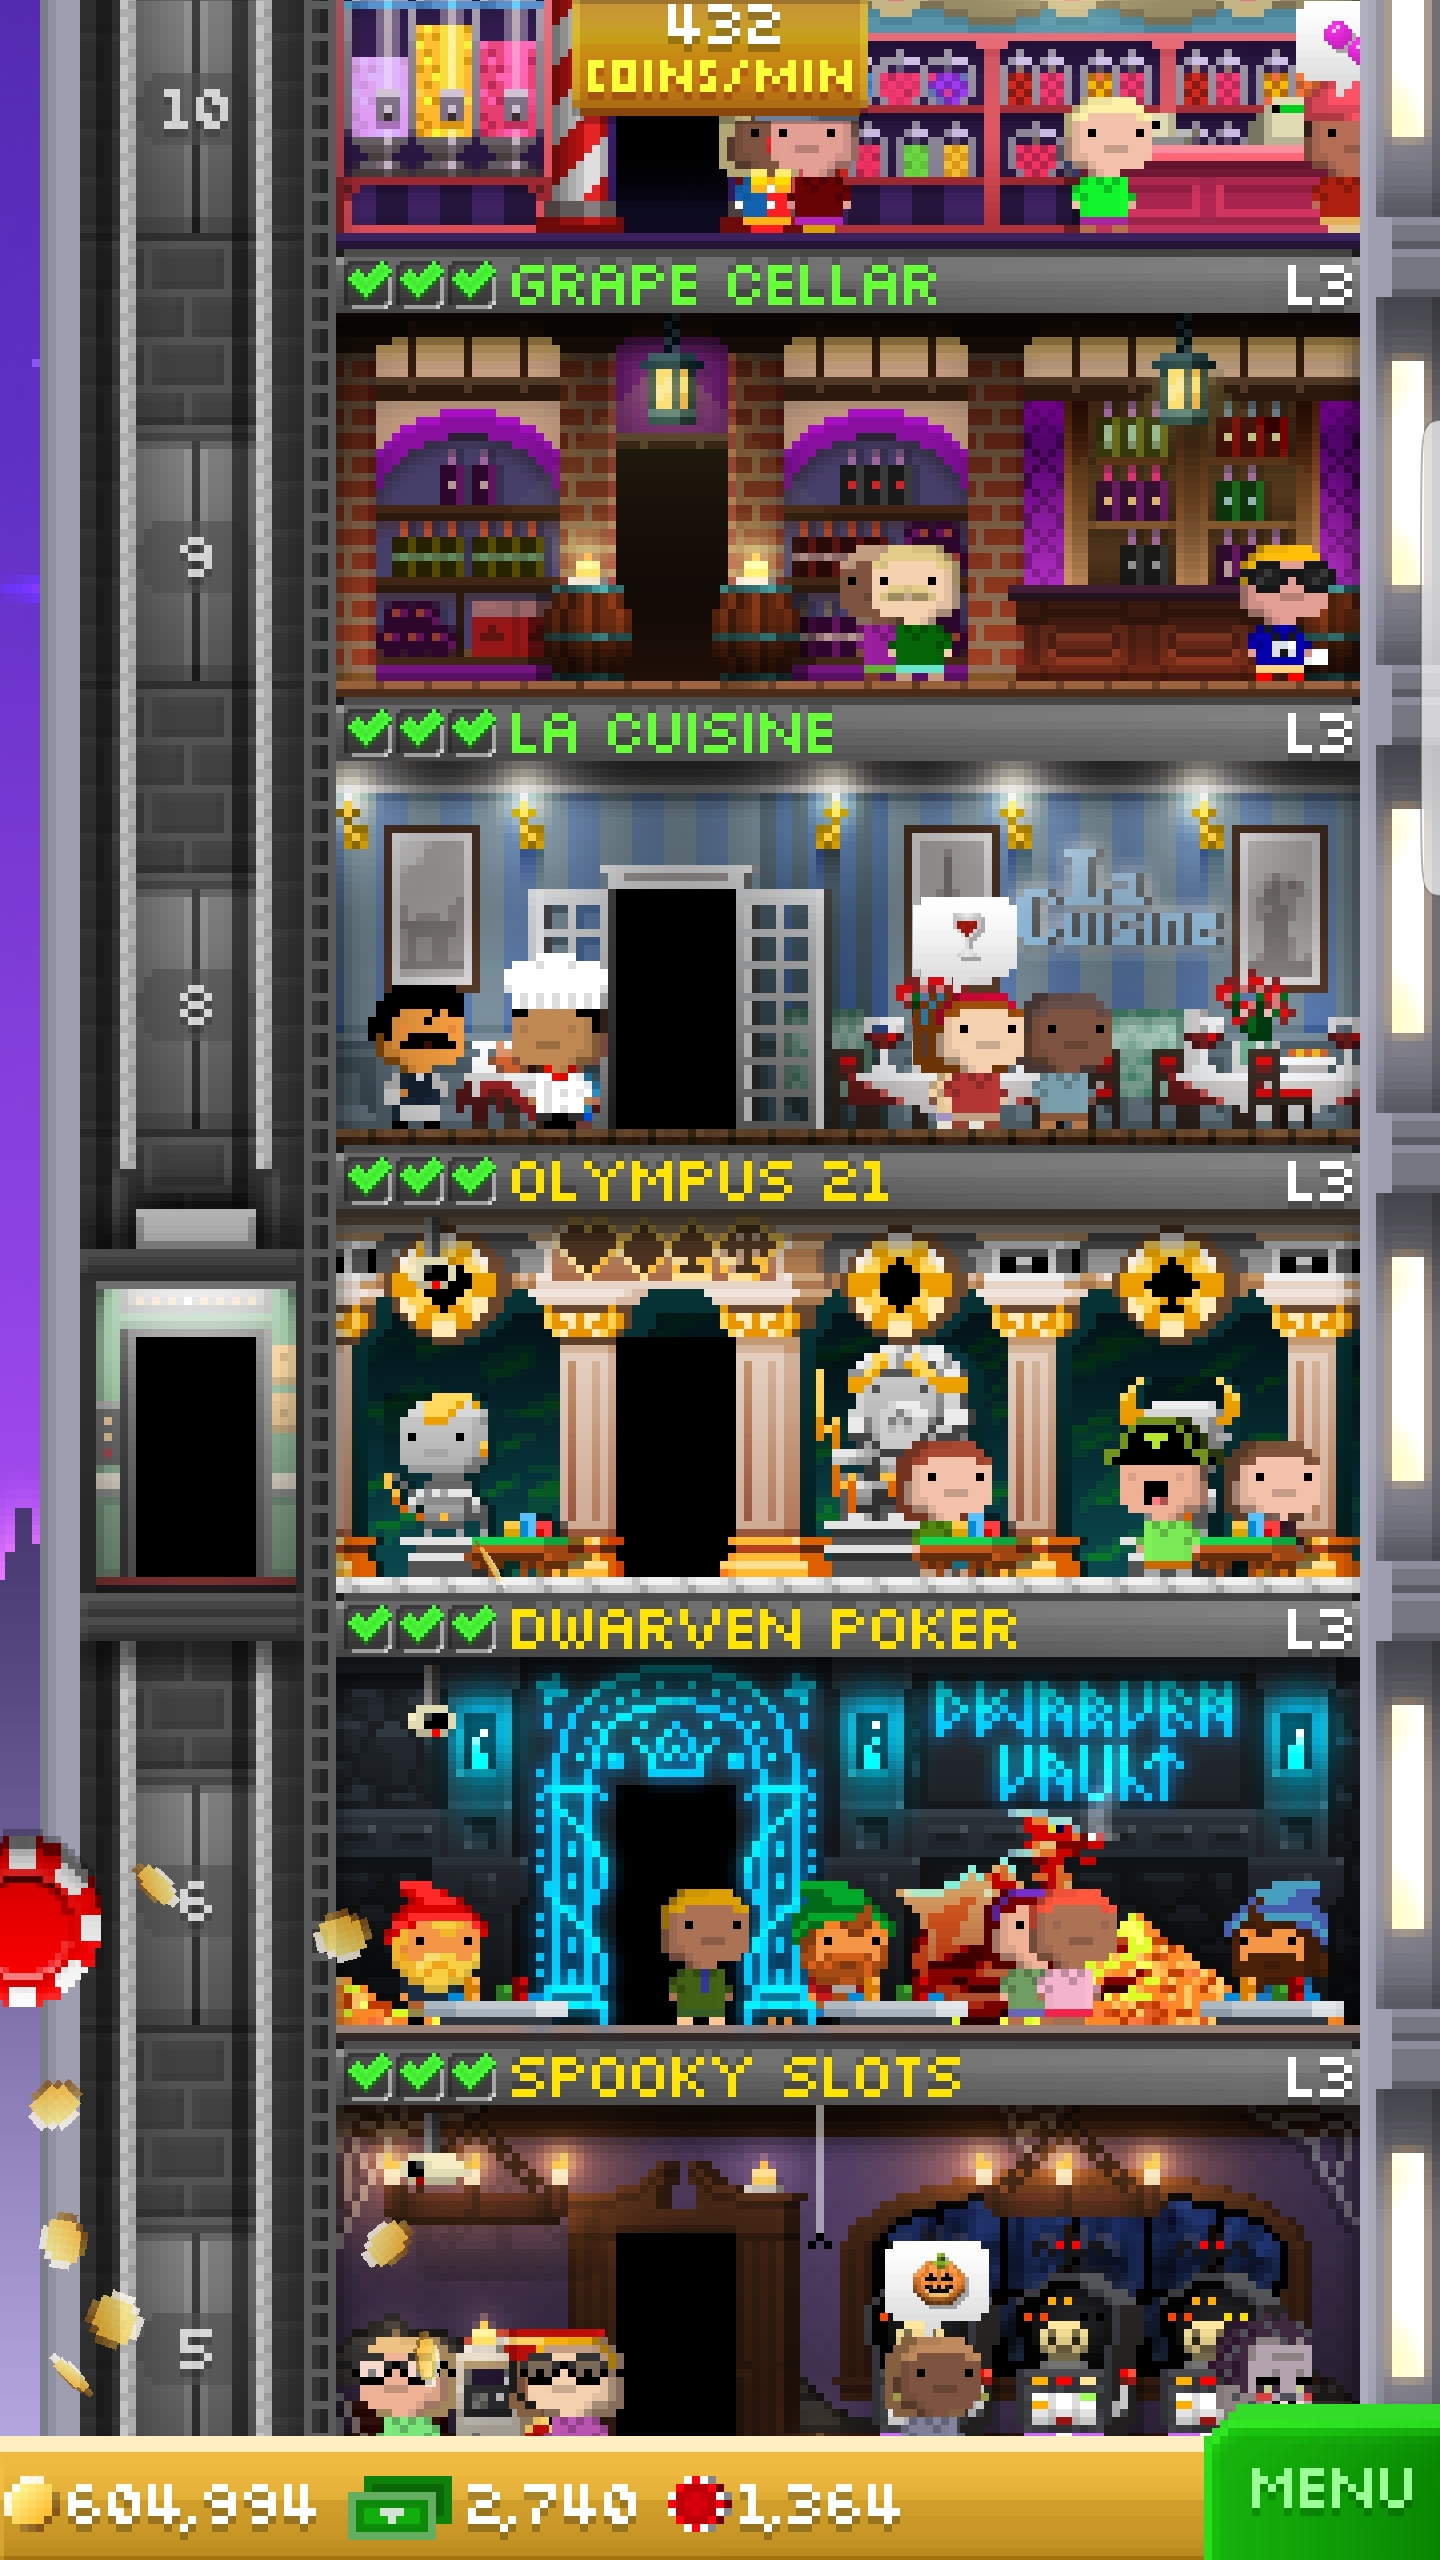 432
COINS/MIN
10
GRAPE CELLAR L3
9
LA CUISINE L3
La
Cuisine
8
OLYMPUS 21 L3
DWARVEN POKER L3
DWARVEN
VAULT
6
SPOOKY SLOTS L3
5
604,994 2,740 1,364
MENU